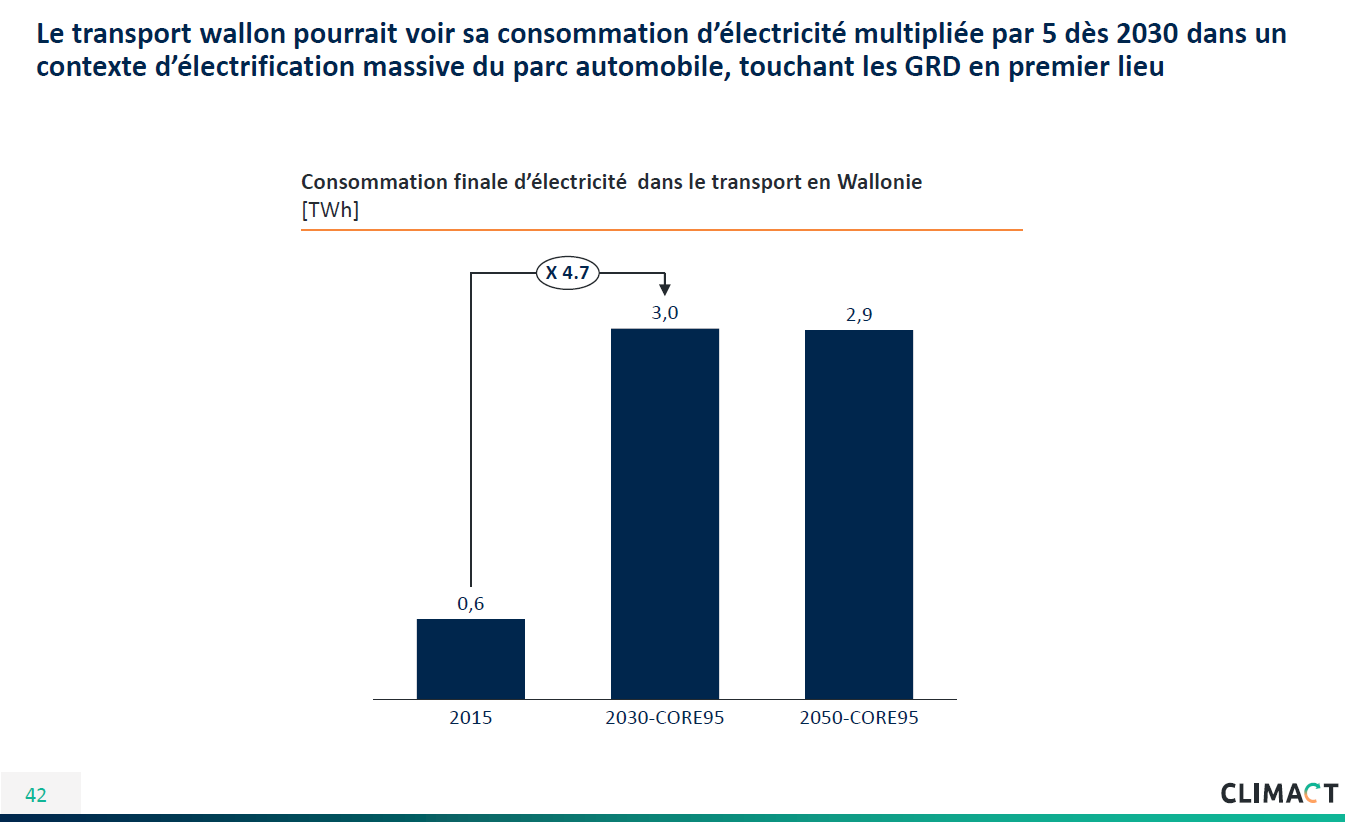 Le transport wallon pourrait voir sa consommation d’électricité multipliée par 5 dès 2030 dans un
contexte d’électrification massive du parc automobile, touchant les GRD en premier lieu
Consommation finale d’électricité  dans le transport en Wallonie
[TWh]
X 4.7
3,0
2,9
0,6
2015
2030-CORE95
2050-CORE95
42
CLIMACT